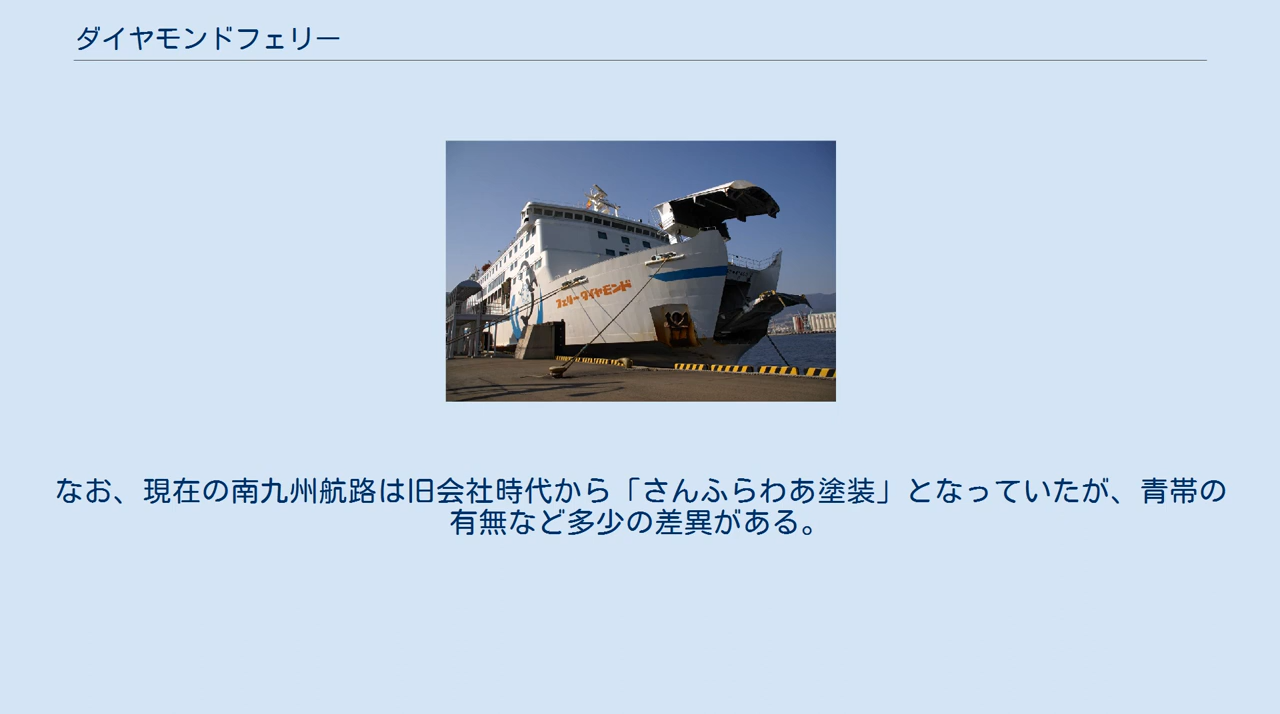 ダイヤモンドフェリー
フェリーダイヤモンド
なお、現在の南九州航路は旧会社時代から「さんふらわあ塗装」となっていたが、青帯の
有無など多少の差異がある。